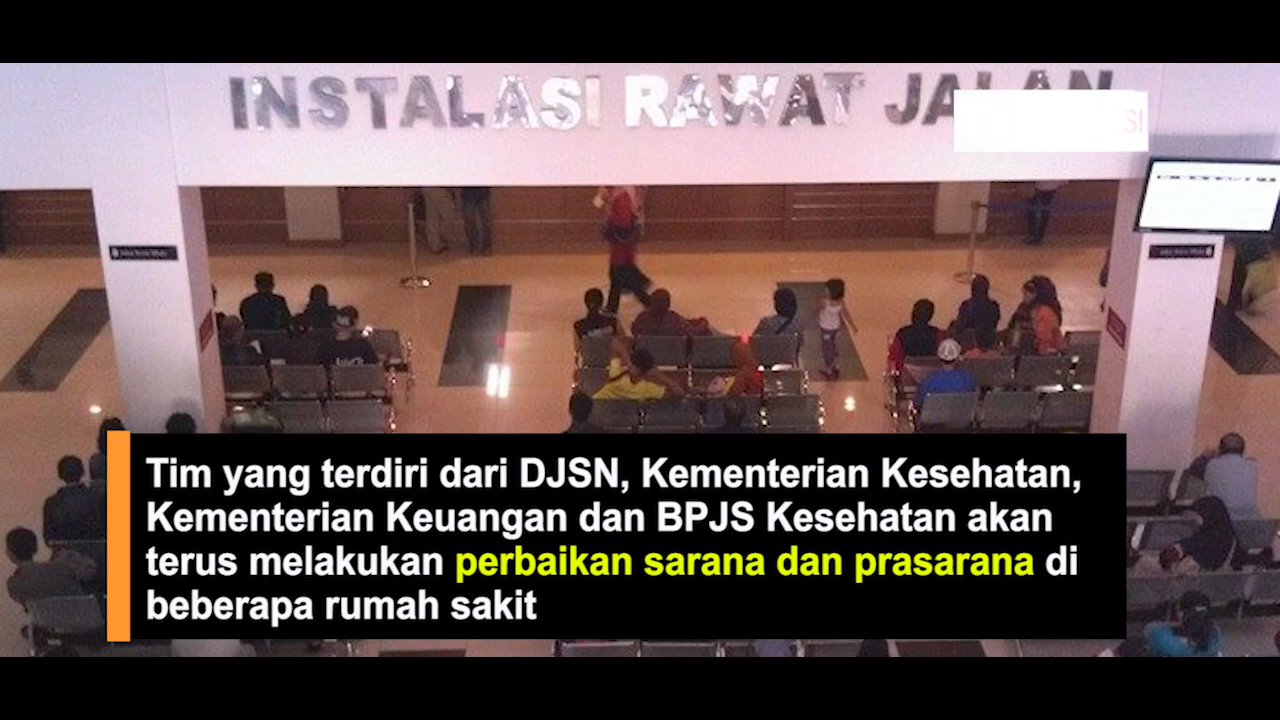 INSTALASI RAWAT JALAN
SI
Tim yang terdiri dari DJSN, Kementerian Kesehatan,
Kementerian Keuangan dan BPJS Kesehatan akan
terus melakukan perbaikan sarana dan prasarana di
beberapa rumah sakit